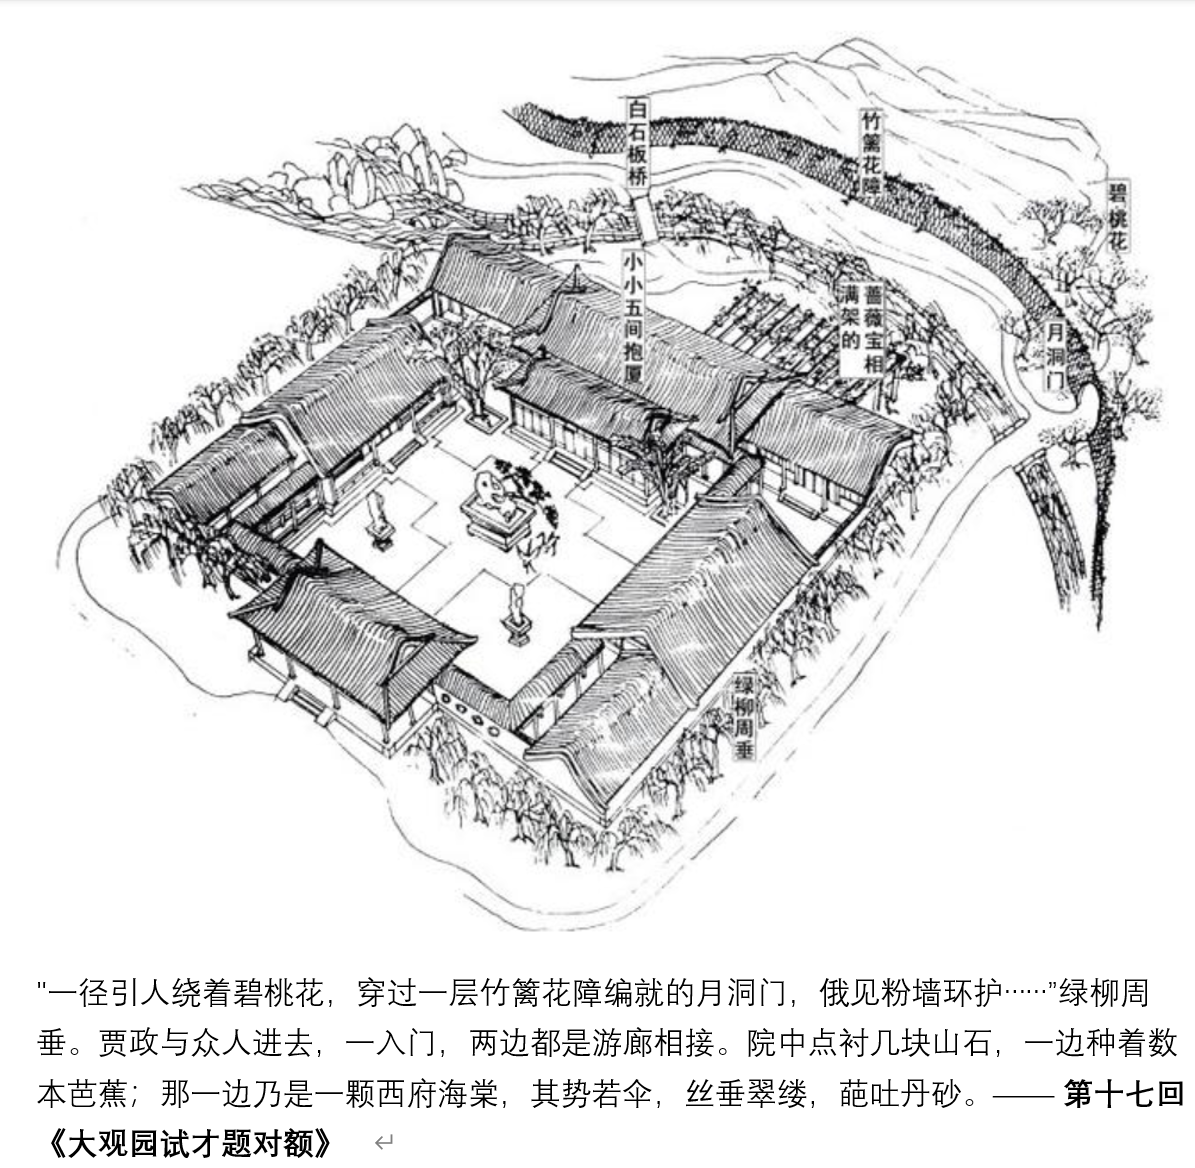 白石板桥
竹篱花障
碧桃花
小小五间抱厦
蔷薇宝相
满架的
月洞门
绿柳周垂
"一径引人绕着碧桃花，穿过一层竹篱花障编就的月洞门，俄见粉墙环护……”绿柳周
垂。贾政与众人进去，一入门，两边都是游廊相接。院中点衬几块山石，一边种着数
本芭蕉；那一边乃是一颗西府海棠，其势若伞，丝垂翠缕，葩吐丹砂。—— 第十七回
《大观园试才题对额》